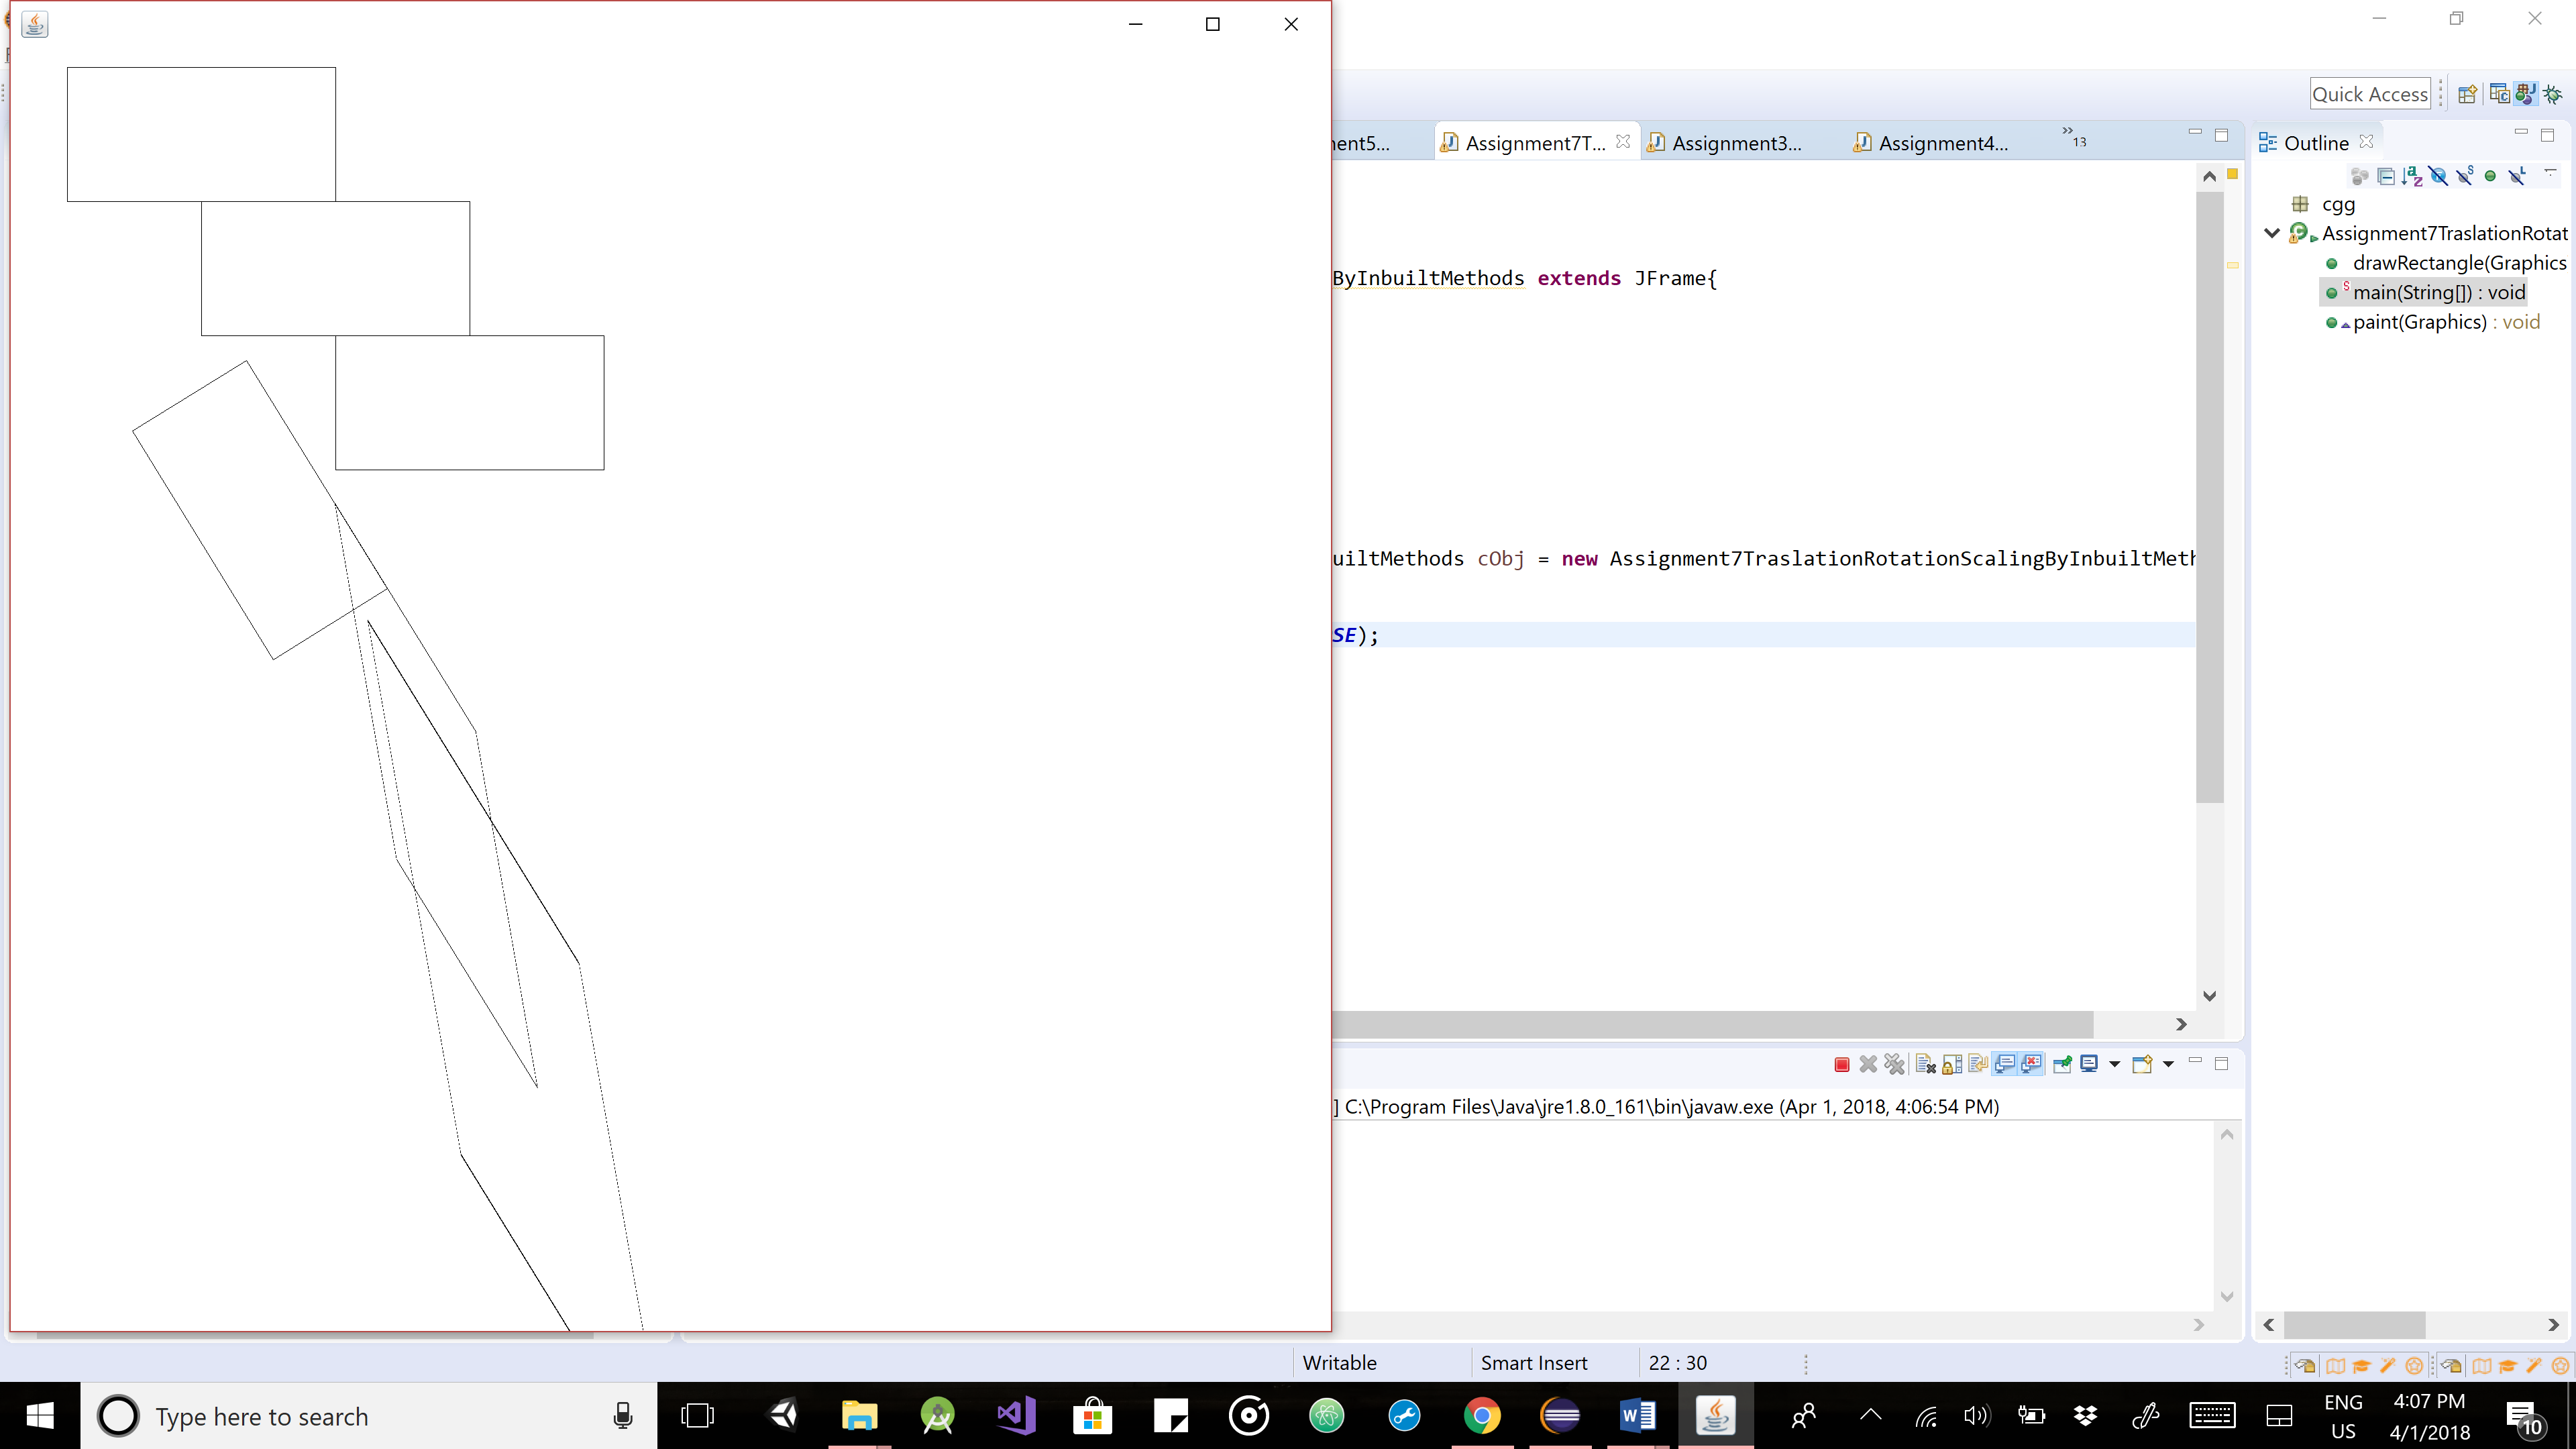 Quick Access
ent5...
Assignment7T...
Assignment3...
Assignment4...
13
Outline
cgg
Assignment7TraslationRotat
drawRectangle(Graphics
main(String[]) : void
paint(Graphics) : void
ByInbuiltMethods extends JFrame{
uiltMethods cObj = new Assignment7TraslationRotationScalingByInbuiltMeth
SE);
] C:\Program Files\Java\jre1.8.0_161\bin\javaw.exe (Apr 1, 2018, 4:06:54 PM)
Writable
Smart Insert
22 : 30
Type here to search
ENG
US
4:07 PM
4/1/2018
10